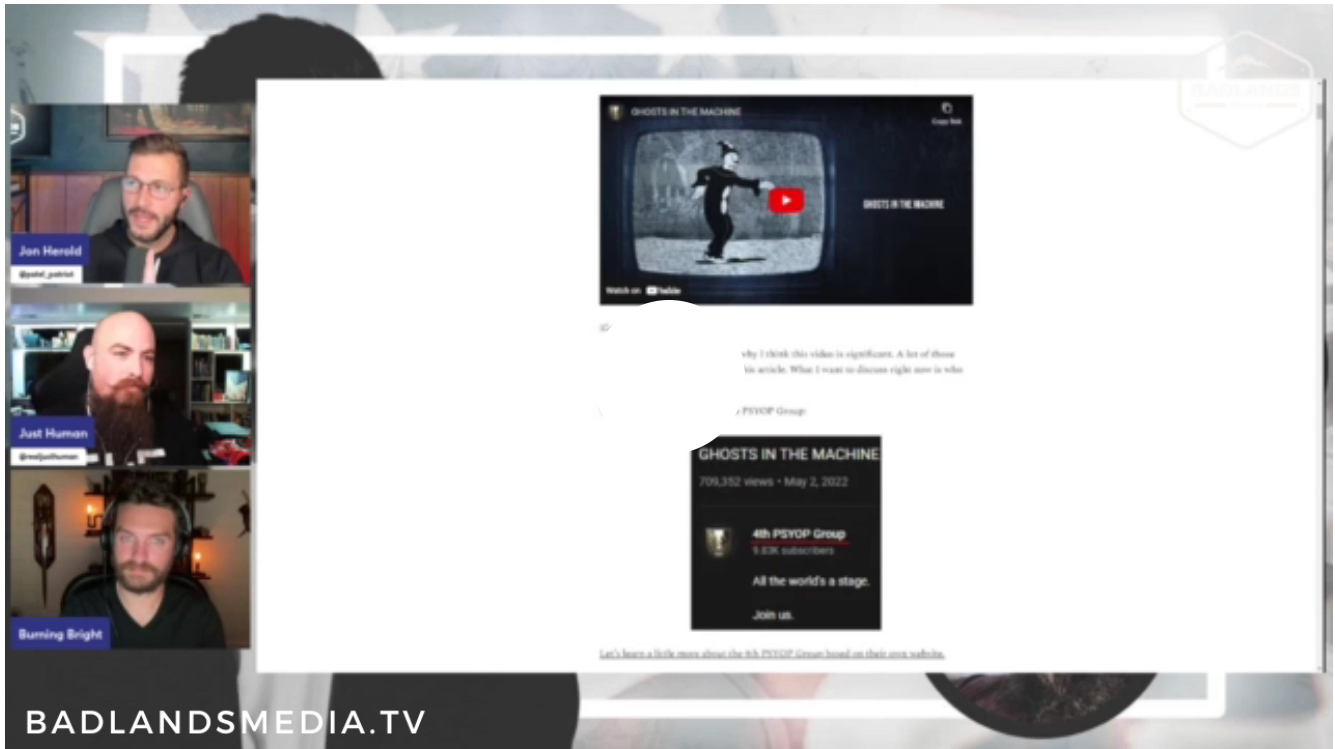 GHOSTS IN THE MACHINE
Copy link
GHOSTS IN THE MACHINE
Watch on YouTube
Jon Herold
@patel_patriot
why I think this video is significant. A lot of those
his article. What I want to discuss right now is who
PSYOP Group:
Just Human
@realjusthuman
GHOSTS IN THE MACHINE
709,352 views • May 2, 2022
4th PSYOP Group
9.83K subscribers
All the world's a stage.
Join us.
Burning Bright
Let's learn a little more about the 4th PSYOP Group based on their own website.
BADLANDS
BADLANDSMEDIA.TV